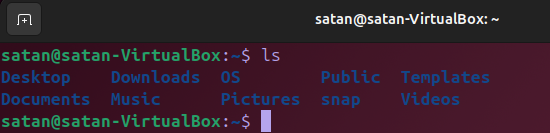 satan@satan-VirtualBox: ~
satan@satan-VirtualBox:~$ ls
Desktop Downloads OS Public Templates
Documents Music Pictures snap Videos
satan@satan-VirtualBox:~$